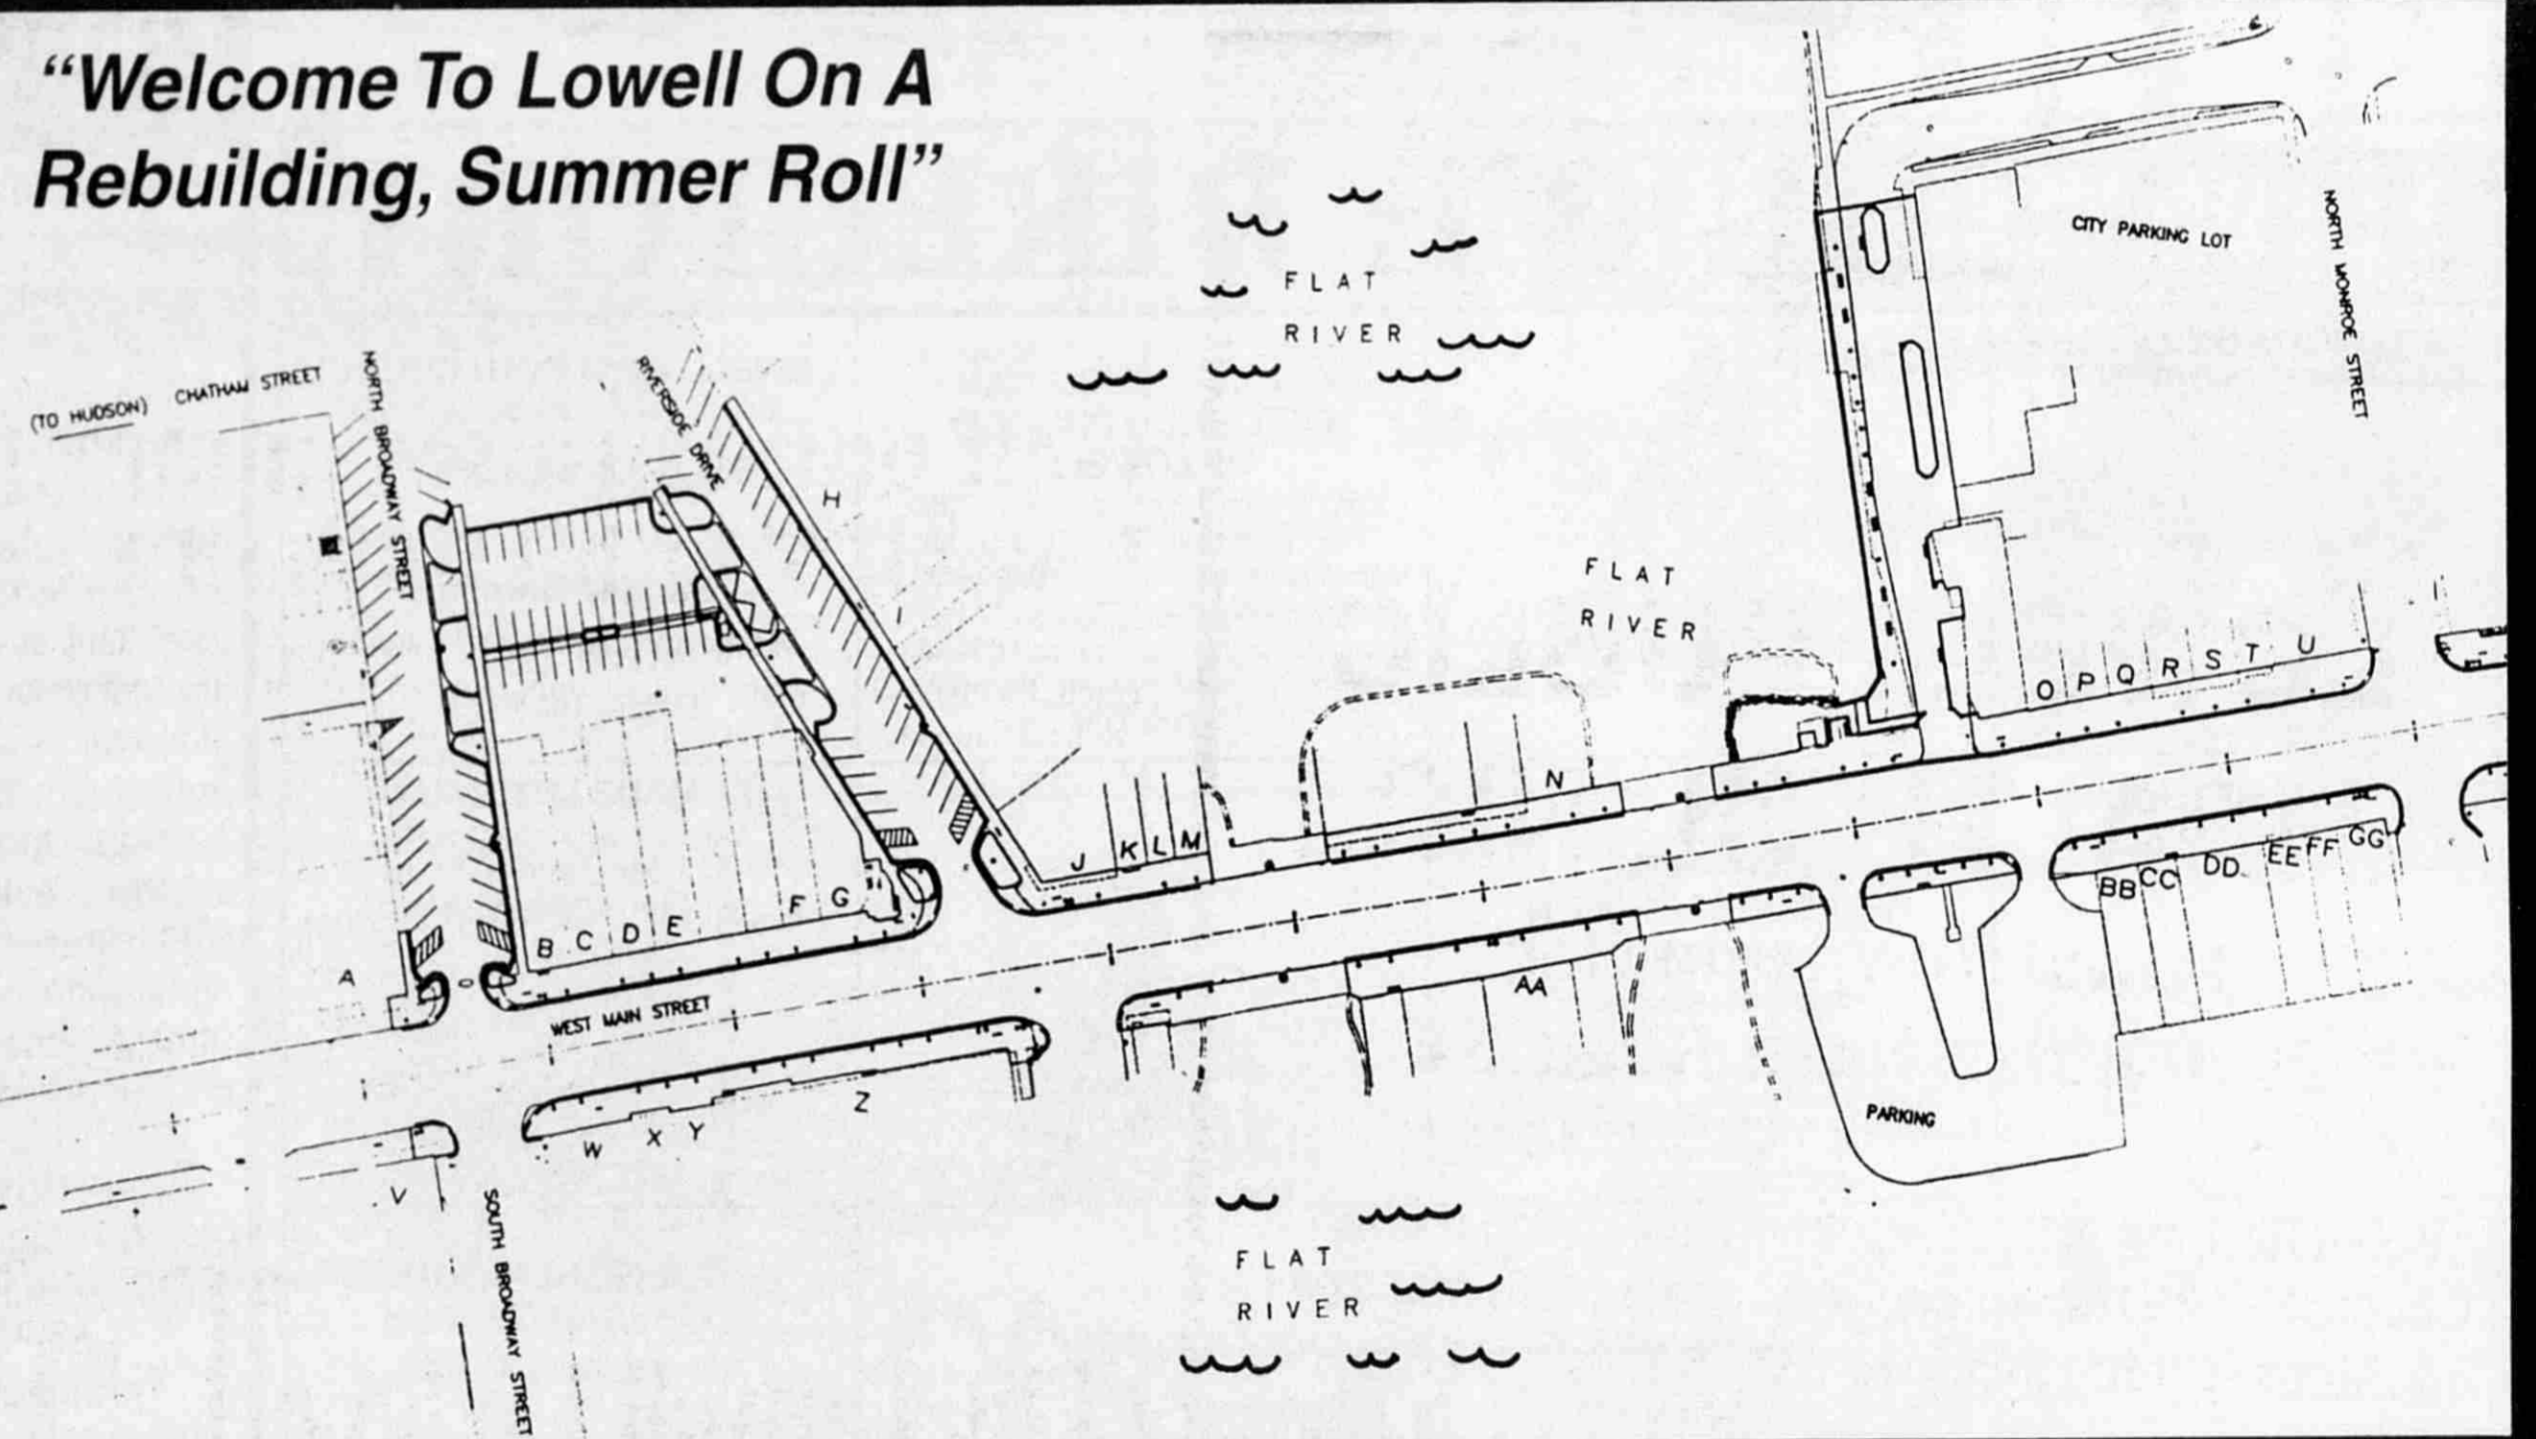 “Welcome To Lowell On A
Rebuilding, Summer Roll”
FLAT
RIVER
CITY PARKING LOT
NORTH MONROE STREET
(TO HUDSON) CHATHAM STREET
NORTH BROADWAY STREET
RIVERSIDE DRIVE
H
I
FLAT
RIVER
A
B C D E F G
J K L M
N
O P Q R S T U
WEST MAIN STREET
V
W X Y Z
AA
BB CC DD EE FF GG
PARKING
SOUTH BROADWAY STREET
FLAT
RIVER